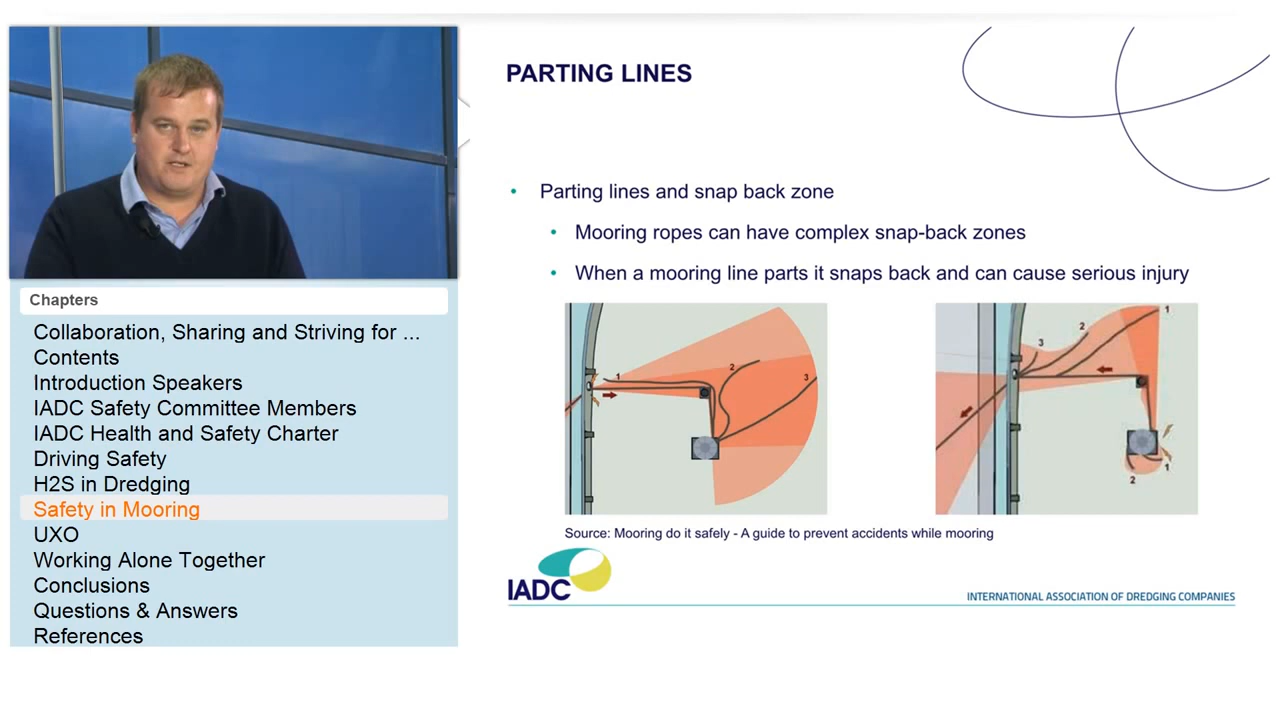 PARTING LINES
• Parting lines and snap back zone
• Mooring ropes can have complex snap-back zones
• When a mooring line parts it snaps back and can cause serious injury
1
2
3
1
2
3
1
2
Source: Mooring do it safely - A guide to prevent accidents while mooring
IADC
INTERNATIONAL ASSOCIATION OF DREDGING COMPANIES
Chapters
Collaboration, Sharing and Striving for ...
Contents
Introduction Speakers
IADC Safety Committee Members
IADC Health and Safety Charter
Driving Safety
H2S in Dredging
Safety in Mooring
UXO
Working Alone Together
Conclusions
Questions & Answers
References